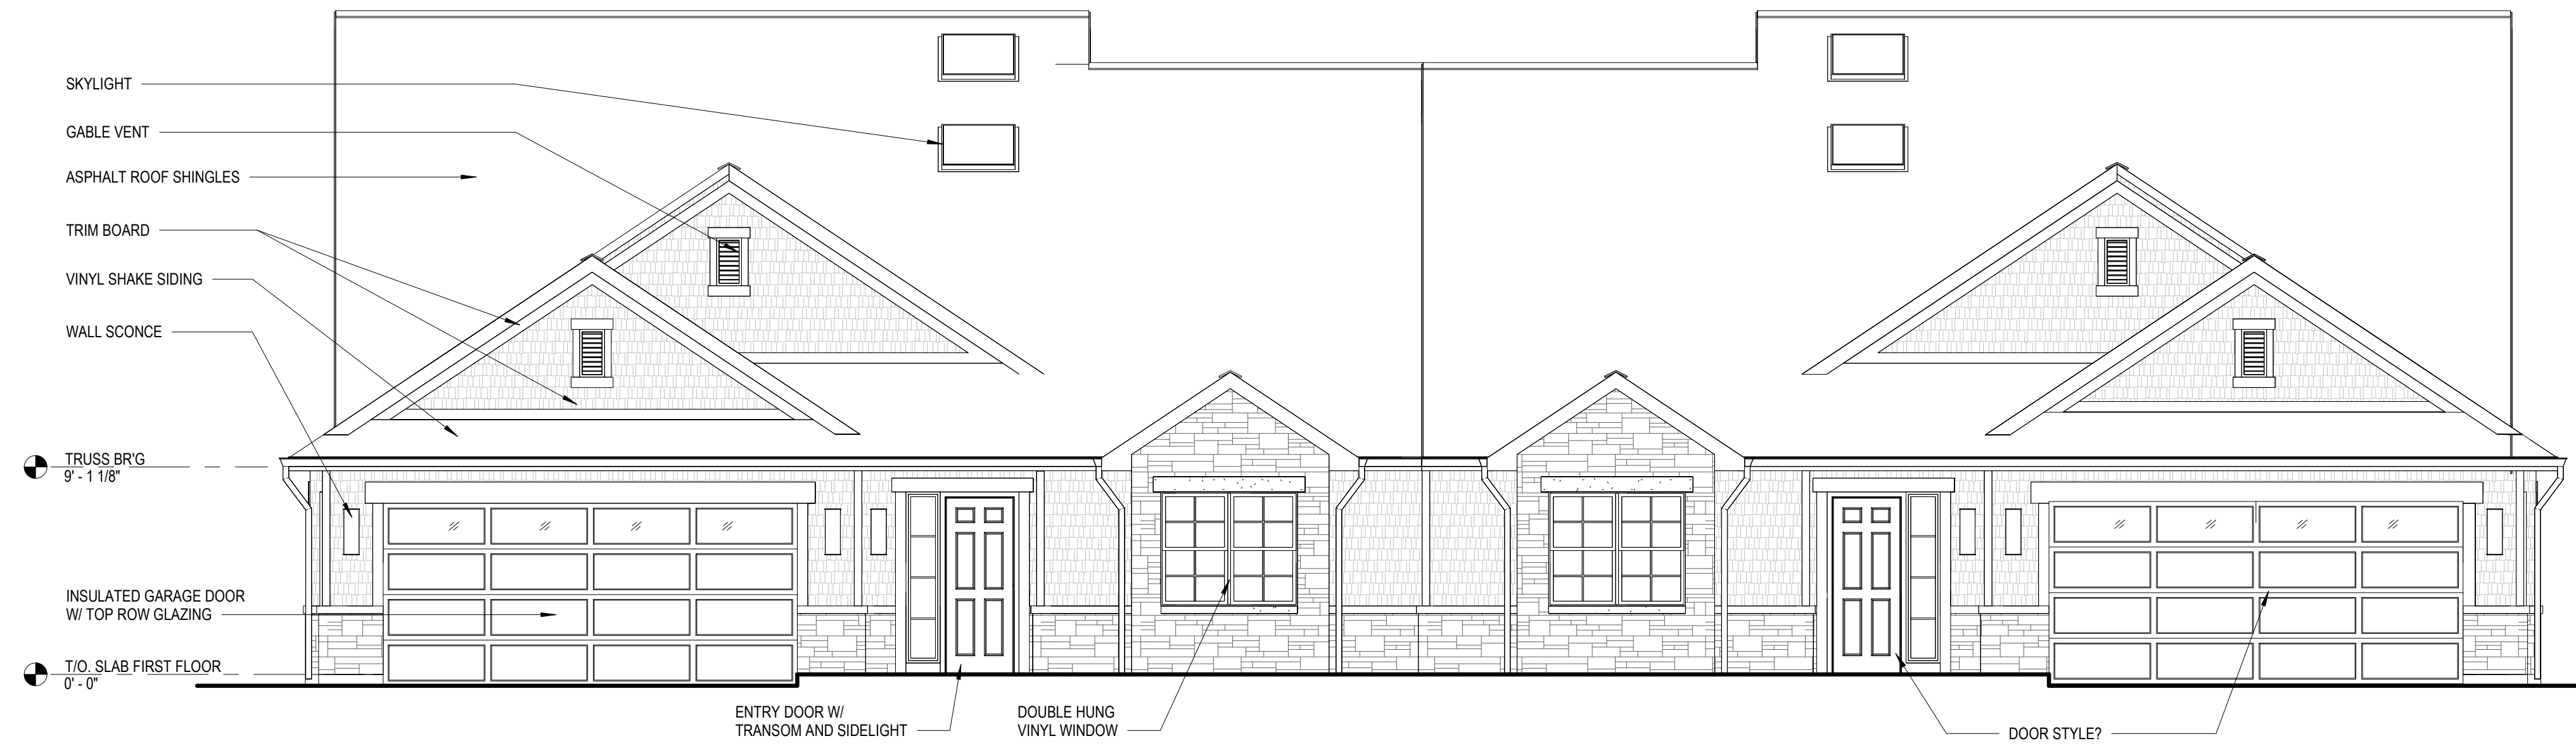 SKYLIGHT
GABLE VENT
ASPHALT ROOF SHINGLES
TRIM BOARD
VINYL SHAKE SIDING
WALL SCONCE
TRUSS BR'G
9' - 1 1/8"
INSULATED GARAGE DOOR
W/ TOP ROW GLAZING
T/O. SLAB FIRST FLOOR
0' - 0"
ENTRY DOOR W/
TRANSOM AND SIDELIGHT
DOUBLE HUNG
VINYL WINDOW
DOOR STYLE?